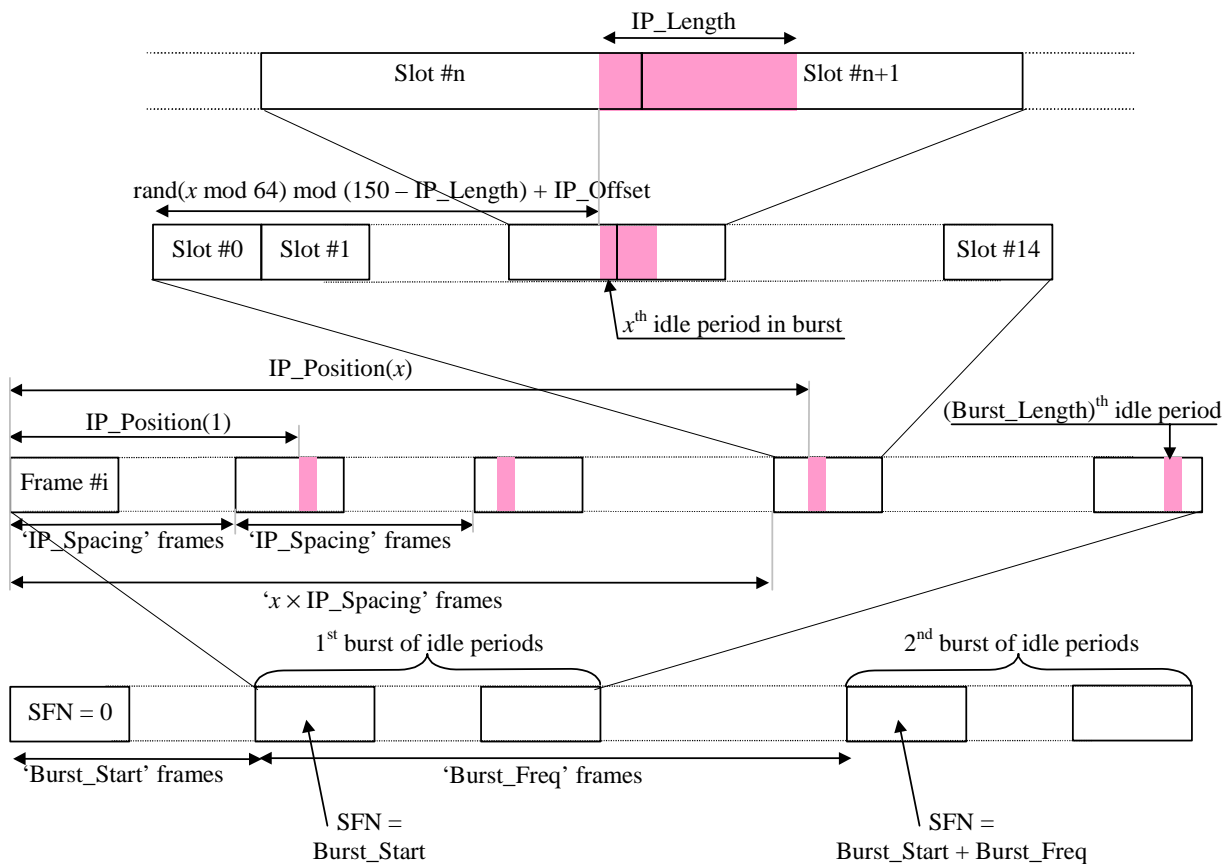 IP_Length
Slot #n
Slot #n+1
rand(x mod 64) mod (150 – IP_Length) + IP_Offset
Slot #0
Slot #1
Slot #14
xth idle period in burst
IP_Position(x)
IP_Position(1)
(Burst_Length)th idle period
Frame #i
‘IP_Spacing’ frames
‘IP_Spacing’ frames
‘x × IP_Spacing’ frames
1st burst of idle periods
2nd burst of idle periods
SFN = 0
‘Burst_Start’ frames
‘Burst_Freq’ frames
SFN =
Burst_Start
SFN =
Burst_Start + Burst_Freq